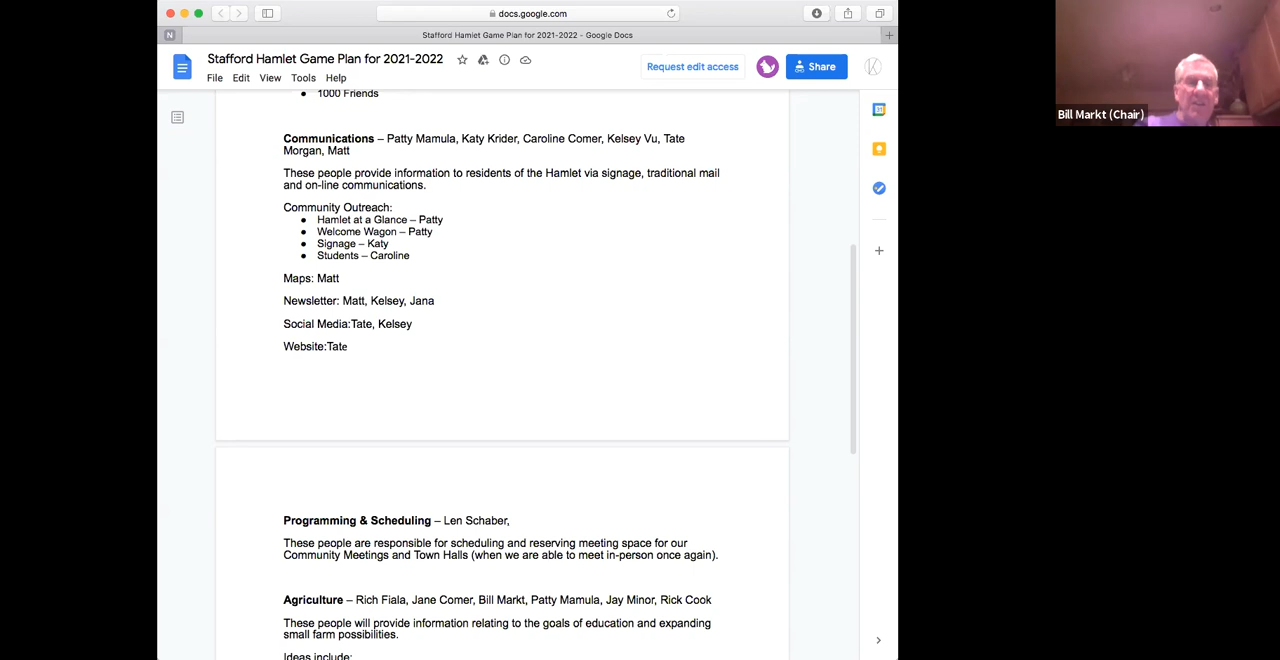 docs.google.com
N
Stafford Hamlet Game Plan for 2021-2022 - Google Docs
Stafford Hamlet Game Plan for 2021-2022
File Edit View Tools Help
Request edit access
Share
1000 Friends
Communications – Patty Mamula, Katy Krider, Caroline Comer, Kelsey Vu, Tate
Morgan, Matt
These people provide information to residents of the Hamlet via signage, traditional mail
and on-line communications.
Community Outreach:
● Hamlet at a Glance – Patty
● Welcome Wagon – Patty
● Signage – Katy
● Students – Caroline
Maps: Matt
Newsletter: Matt, Kelsey, Jana
Social Media:Tate, Kelsey
Website:Tate
Programming & Scheduling – Len Schaber,
These people are responsible for scheduling and reserving meeting space for our
Community Meetings and Town Halls (when we are able to meet in-person once again).
Agriculture – Rich Fiala, Jane Comer, Bill Markt, Patty Mamula, Jay Minor, Rick Cook
These people will provide information relating to the goals of education and expanding
small farm possibilities.
Ideas include:
Bill Markt (Chair)